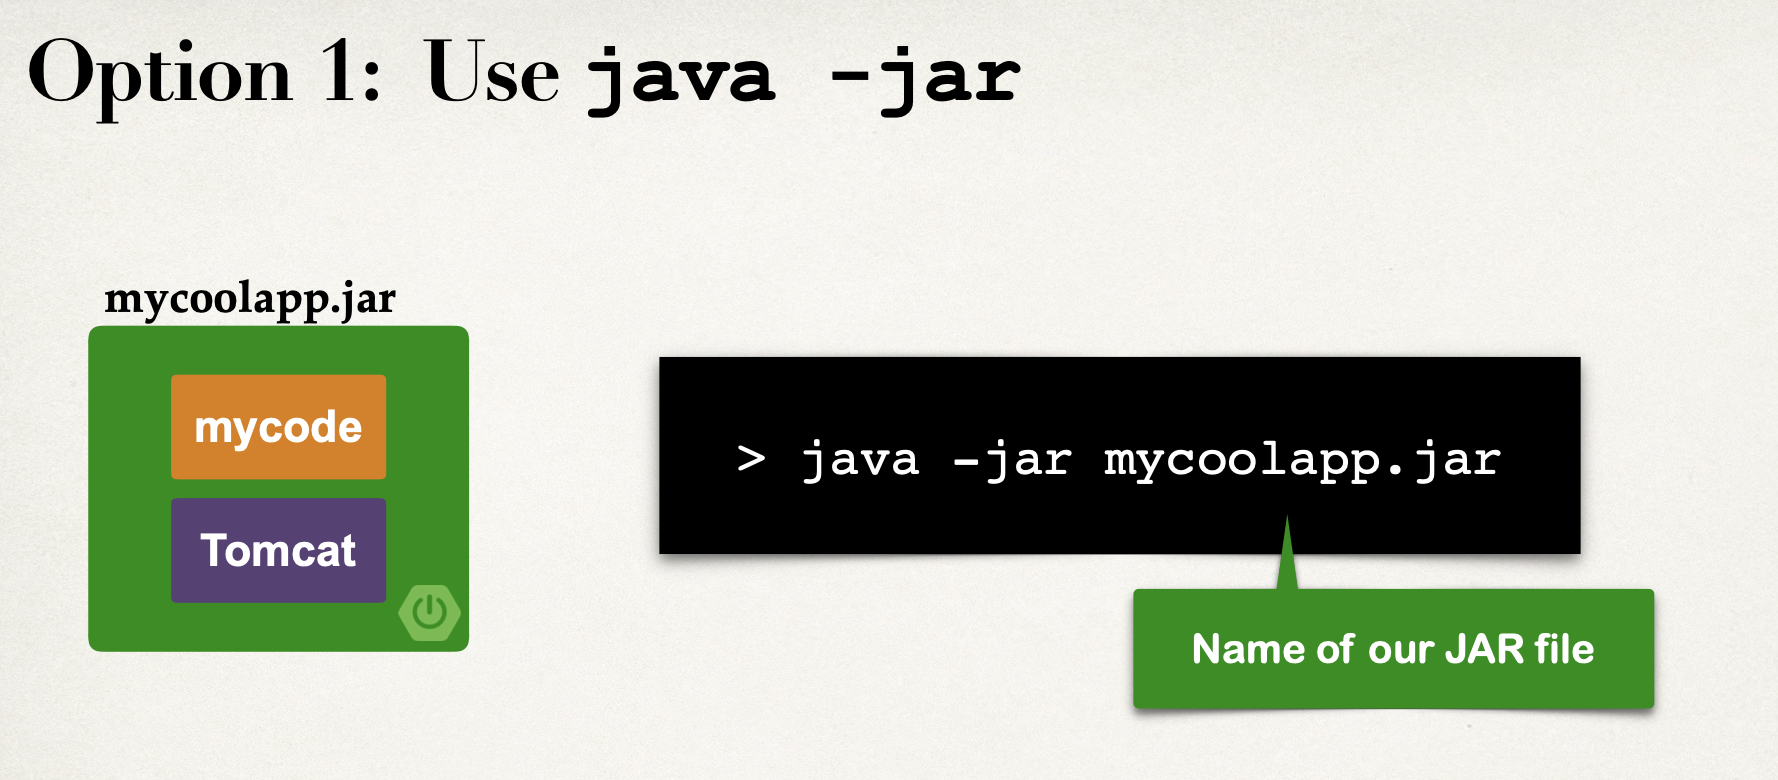 Option 1: Use java -jar
mycoolapp.jar
mycode
Tomcat
> java -jar mycoolapp.jar
Name of our JAR file